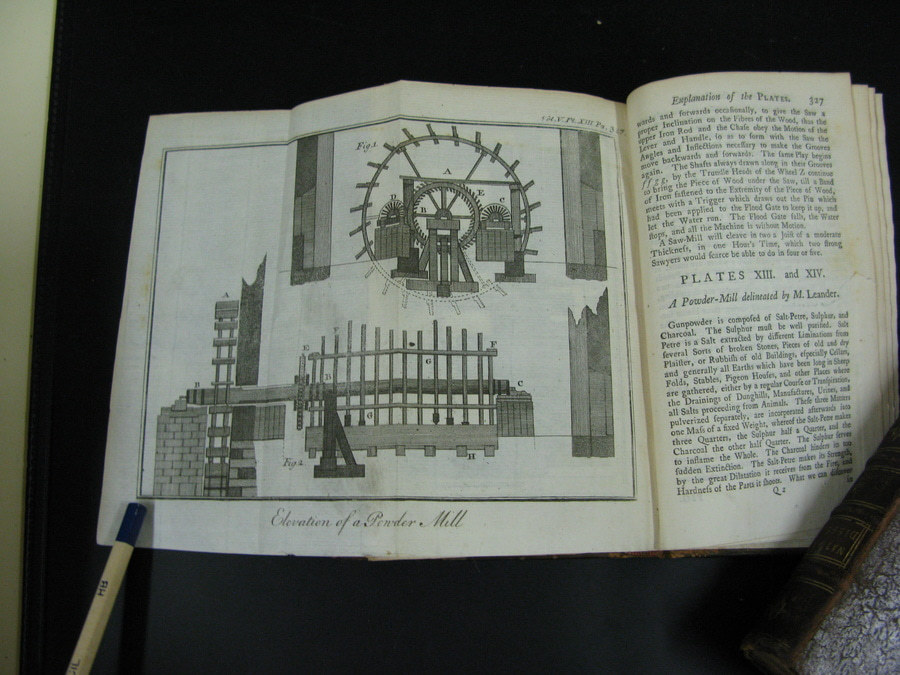 Vol. V. Pl. XIII Pa. 327.
Fig. 1
A
E
B
C
A
B
E
F
B
G
F
C
G
H
Fig. 2
Elevation of a Powder Mill
HB
Explanation of the PLATES. 327
wards and forwards occasionally, to give the Saw a
proper Inclination on the Fibres of the Wood, thus the
upper Iron Rod and the Chase obey the Motion of the
Lever and Handle, so as to form with the Saw the
Angles and Inflections necessary to make the Grooves
move backwards and forwards. The same Play begins
again. The Shafts always drawn along in their Grooves
ffgg, by the Trundle Heads of the Wheel Z continue
to bring the Piece of Wood under the Saw, till a Band
of Iron fastened to the Extremity of the Piece of Wood,
meets with a Trigger which draws out the Pin which
had been applied to the Flood Gate to keep it up, and
let the Water run. The Flood Gate falls, the Water
stops, and all the Machine is without Motion.
A Saw-Mill will cleave in two a Joist of a moderate
Thickness, in one Hour's Time, which two strong
Sawyers would scarce be able to do in four or five.
PLATES XIII. and XIV.
A Powder-Mill delineated by M. Leander.
Gunpowder is composed of Salt-Petre, Sulphur, and
Charcoal. The Sulphur must be well purified. Salt
Petre is a Salt extracted by different Liminations from
several Sorts of broken Stones, Pieces of old and dry
Plaister, or Rubbish of old Buildings, especially Cellars,
and generally all Earths which have been long in Sheep
Folds, Stables, Pigeon Houses, and other Places where
are gathered, either by a regular Course or Transpiration,
the Drainings of Dunghills, Manufactures, Urines, and
all Salts proceeding from Animals. These three Matters
pulverized separately, are incorporated afterwards into
one Mass of a fixed Weight, whereof the Salt-Petre makes
three Quarters, the Sulphur half a Quarter, and the
Charcoal the other half Quarter. The Sulphur serves
to inflame the Whole. The Charcoal hinders its too
sudden Extinction. The Salt-Petre makes its Strength,
by the great Dilatation it receives from the Fire, and
Hardness of the Parts it shoots. What we can
Q 2 in